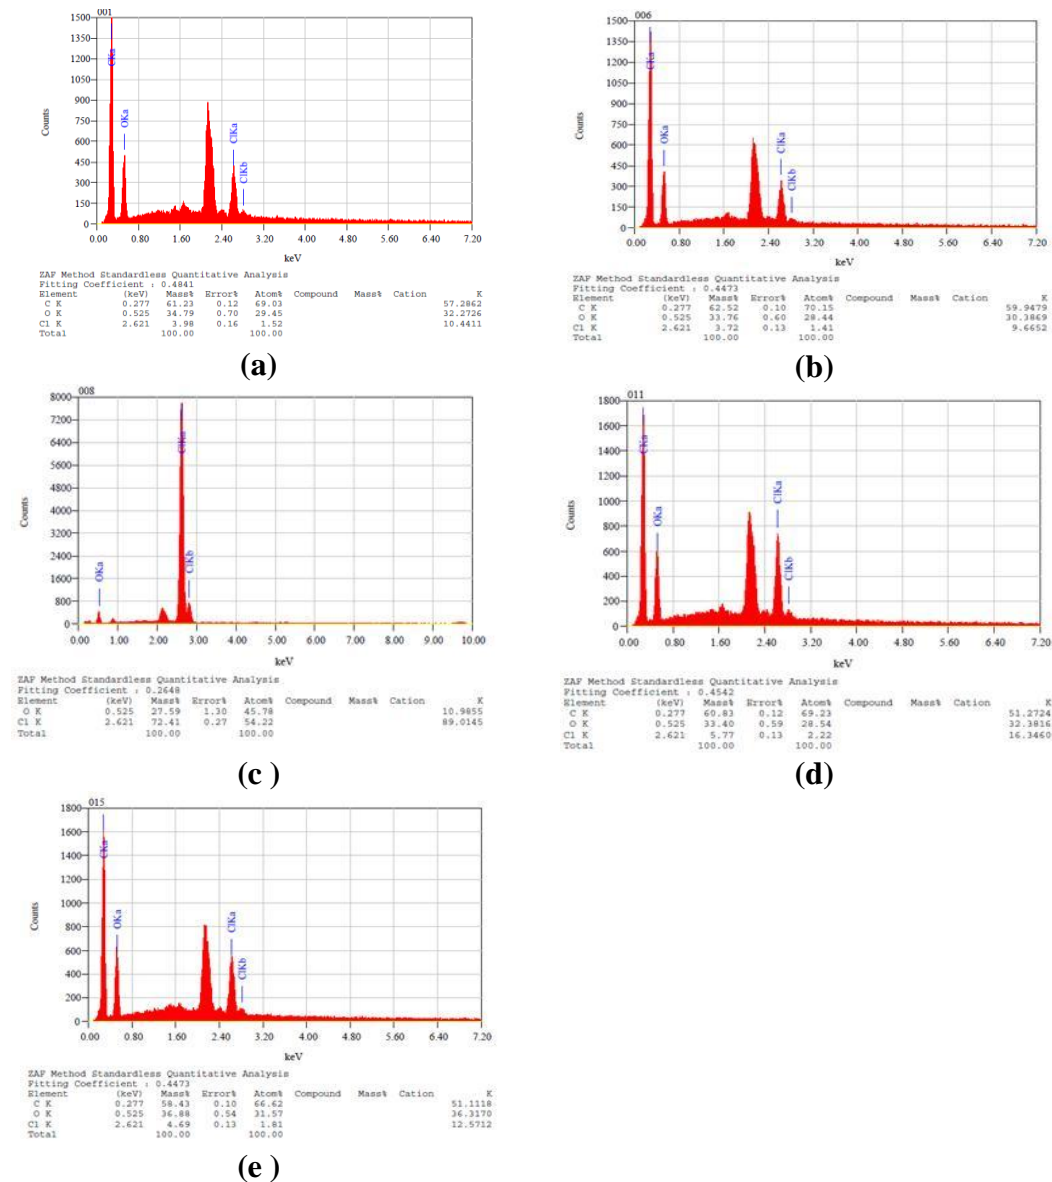 001
1500
1350
1200
1050
900
750
600
450
300
150
0
Counts
CKa
OKa
ClKa
ClKb
0.00 0.80 1.60 2.40 3.20 4.00 4.80 5.60 6.40 7.20
keV
ZAF Method Standardless Quantitative Analysis
Fitting Coefficient : 0.4841
Element (keV) Mass% Error% Atom% Compound Mass% Cation K
C K 0.277 61.23 0.12 69.03 57.2862
O K 0.525 34.79 0.70 29.45 32.2726
Cl K 2.621 3.98 0.16 1.52 10.4411
Total 100.00 100.00
(a)
006
1500
1350
1200
1050
900
750
600
450
300
150
0
Counts
CKa
OKa
ClKa
ClKb
0.00 0.80 1.60 2.40 3.20 4.00 4.80 5.60 6.40 7.20
keV
ZAF Method Standardless Quantitative Analysis
Fitting Coefficient : 0.4473
Element (keV) Mass% Error% Atom% Compound Mass% Cation K
C K 0.277 62.52 0.10 70.15 59.9479
O K 0.525 33.76 0.60 28.44 30.3869
Cl K 2.621 3.72 0.13 1.41 9.6652
Total 100.00 100.00
(b)
008
8000
7200
6400
5600
4800
4000
3200
2400
1600
800
0
Counts
OKa
ClKa
ClKb
0.00 1.00 2.00 3.00 4.00 5.00 6.00 7.00 8.00 9.00 10.00
keV
ZAF Method Standardless Quantitative Analysis
Fitting Coefficient : 0.2648
Element (keV) Mass% Error% Atom% Compound Mass% Cation K
O K 0.525 27.59 1.30 45.78 10.9855
Cl K 2.621 72.41 0.27 54.22 89.0145
Total 100.00 100.00
(c )
011
1800
1600
1400
1200
1000
800
600
400
200
0
Counts
CKa
OKa
ClKa
ClKb
0.00 0.80 1.60 2.40 3.20 4.00 4.80 5.60 6.40 7.20
keV
ZAF Method Standardless Quantitative Analysis
Fitting Coefficient : 0.4542
Element (keV) Mass% Error% Atom% Compound Mass% Cation K
C K 0.277 60.83 0.12 69.23 51.2724
O K 0.525 33.40 0.59 28.54 32.3816
Cl K 2.621 5.77 0.13 2.22 16.3460
Total 100.00 100.00
(d)
015
1800
1600
1400
1200
1000
800
600
400
200
0
Counts
CKa
OKa
ClKa
ClKb
0.00 0.80 1.60 2.40 3.20 4.00 4.80 5.60 6.40 7.20
keV
ZAF Method Standardless Quantitative Analysis
Fitting Coefficient : 0.4473
Element (keV) Mass% Error% Atom% Compound Mass% Cation K
C K 0.277 58.43 0.10 66.62 51.1118
O K 0.525 36.88 0.54 31.57 36.3170
Cl K 2.621 4.69 0.13 1.81 12.5712
Total 100.00 100.00
(e )